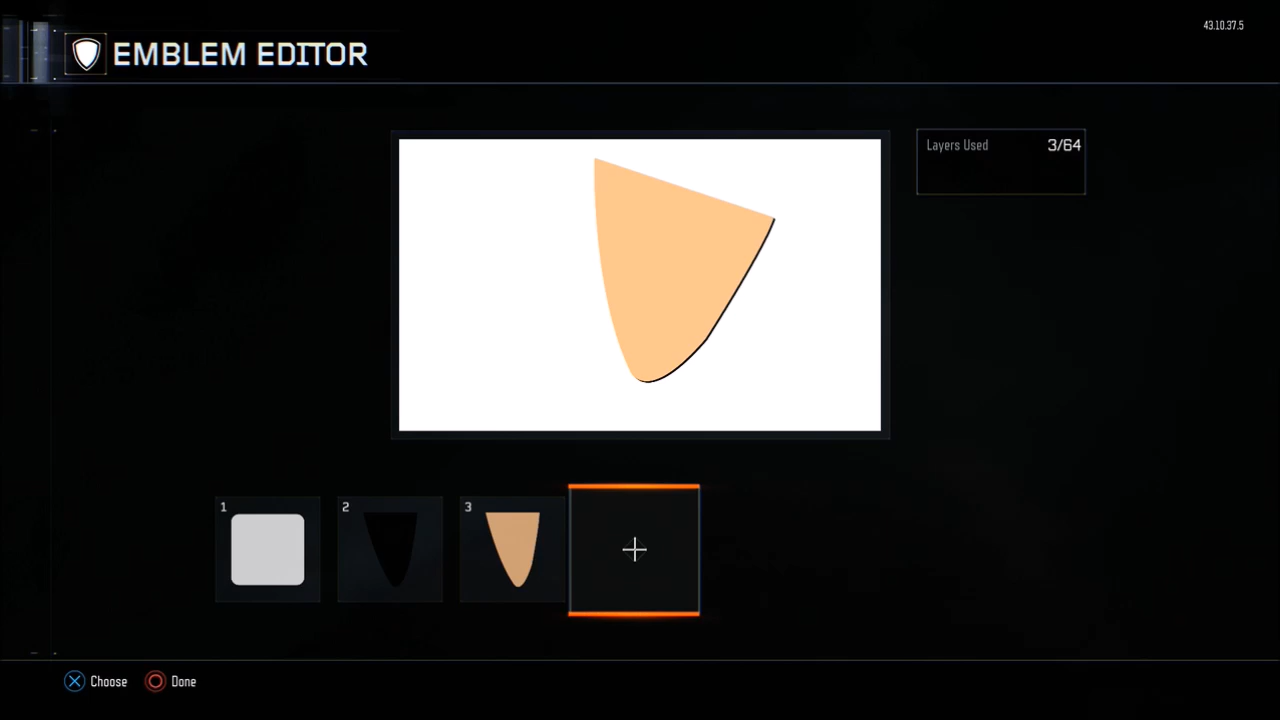 43.10.37.5
EMBLEM EDITOR
Layers Used 3/64
1
2
3
Choose
Done